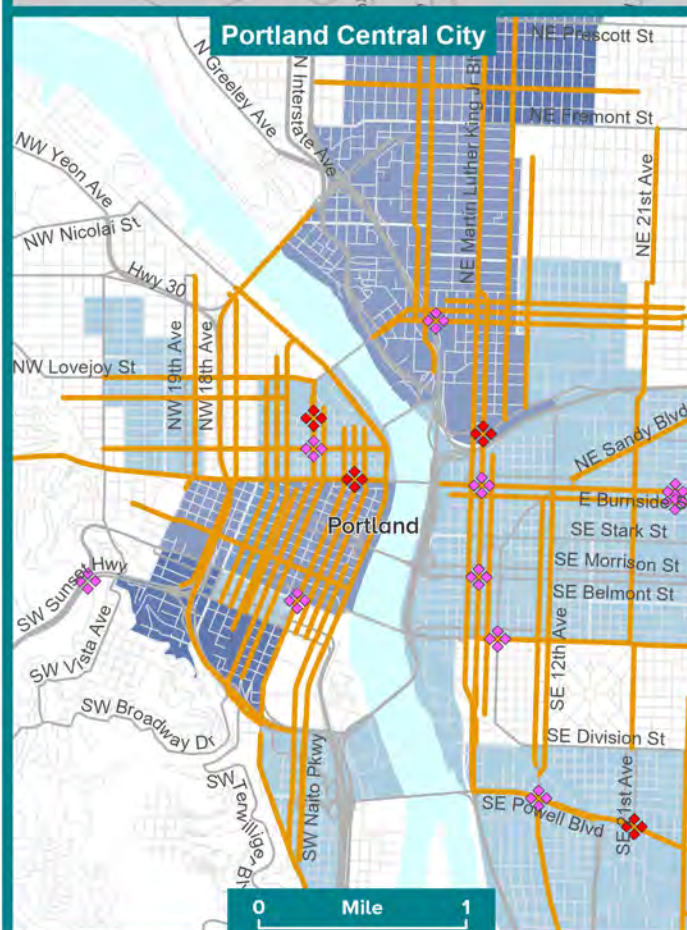 Portland Central City
NE Prescott St
N Greeley Ave
N Interstate Ave
NE Martin Luther King Jr Bl
NE Fremont St
NW Yeon Ave
NE 21st Ave
NW Nicolai St
Hwy 30
NW Lovejoy St
NW 19th Ave
NW 18th Ave
NE Sandy Blvd
E Burnside S
Portland
SE Stark St
SE Morrison St
SW Sunset Hwy
SE Belmont St
SW Vista Ave
SE 12th Ave
SW Broadway Dr
SE Division St
SW Terwilliger Bl
SW Naito Pkwy
SE Powell Blvd
SE 21st Ave
0 Mile 1